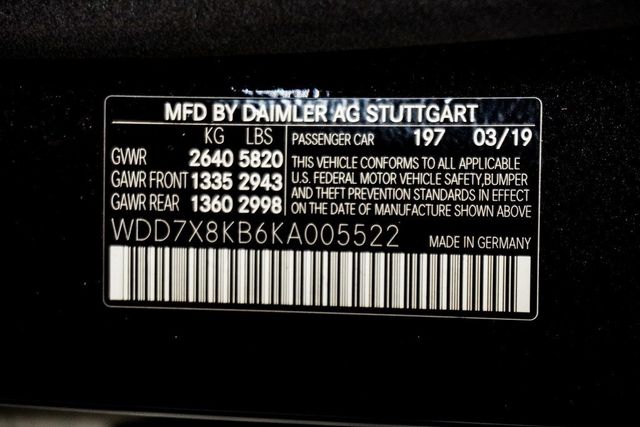 MFD BY DAIMLER AG STUTTGART
KG LBS PASSENGER CAR 197 03/19
GVWR 2640 5820
GAWR FRONT 1335 2943
GAWR REAR 1360 2998
THIS VEHICLE CONFORMS TO ALL APPLICABLE
U.S. FEDERAL MOTOR VEHICLE SAFETY,BUMPER
AND THEFT PREVENTION STANDARDS IN EFFECT
ON THE DATE OF MANUFACTURE SHOWN ABOVE
WDD7X8KB6KA005522 MADE IN GERMANY